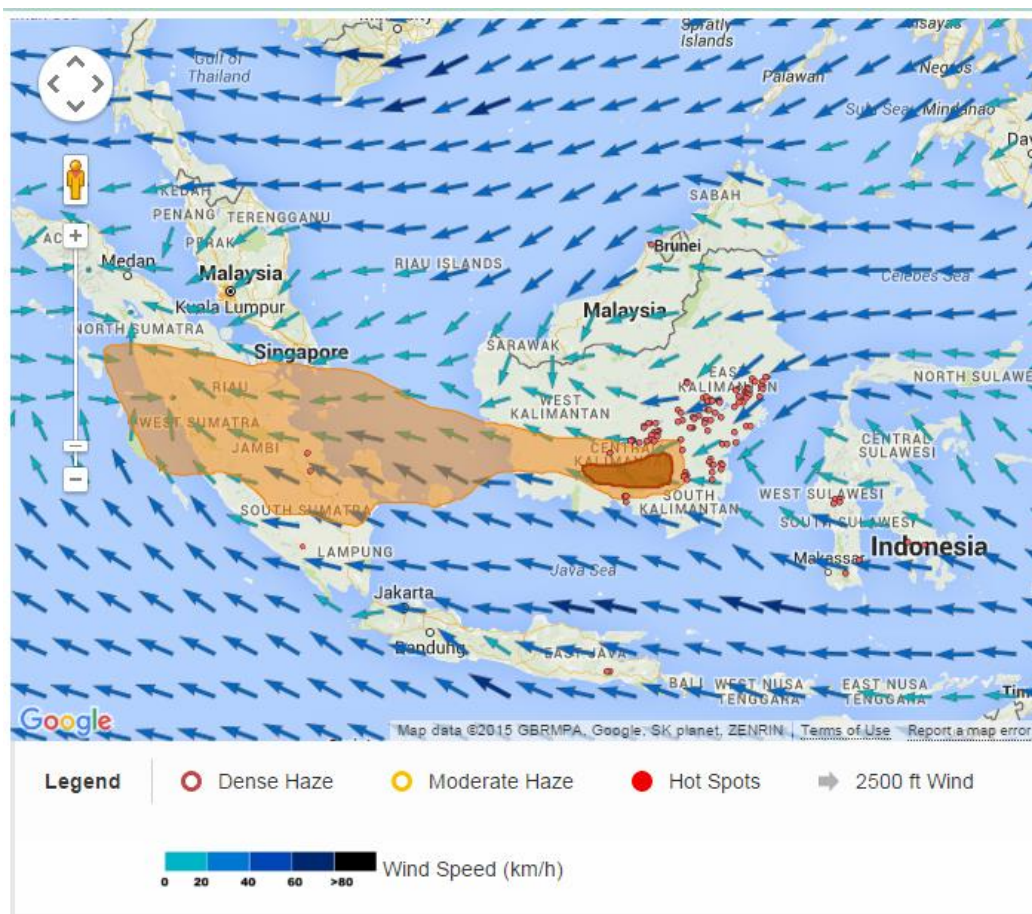 Spratly
Islands
Gulf of
Thailand
Palawan
Negros
Mindanao
KEDAH
PENANG
TERENGGANU
PERAK
SABAH
Brunei
Medan
RIAU ISLANDS
Celebes Sea
Malaysia
Kuala Lumpur
Malaysia
NORTH SUMATRA
SARAWAK
Singapore
EAST
KALIMANTAN
NORTH SULAWE
RIAU
WEST
KALIMANTAN
WEST SUMATRA
JAMBI
CENTRAL
KALIMANTAN
CENTRAL
SULAWESI
SOUTH SUMATRA
SOUTH
KALIMANTAN
WEST SULAWESI
SOUTH SULAWESI
Indonesia
LAMPUNG
Makassar
Java Sea
Jakarta
Bandung
EAST JAVA
BALI
WEST NUSA
TENGGARA
EAST NUSA
TENGGARA
Google
Map data ©2015 GBRMPA, Google, SK planet, ZENRIN
Terms of Use
Report a map error
Legend
Dense Haze
Moderate Haze
Hot Spots
2500 ft Wind
0 20 40 60 >80
Wind Speed (km/h)